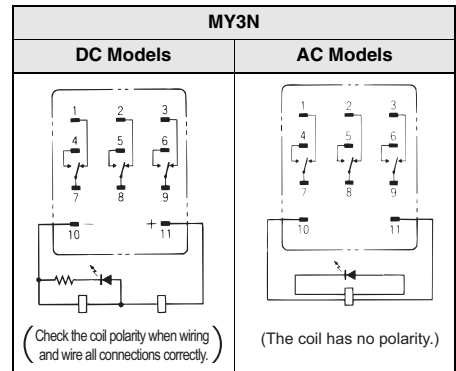 MY3N
DC Models AC Models
1 2 3 1 2 3
4 5 6 4 5 6
7 8 9 7 8 9
10 − + 11 10 11
(Check the coil polarity when wiring
and wire all connections correctly.)
(The coil has no polarity.)